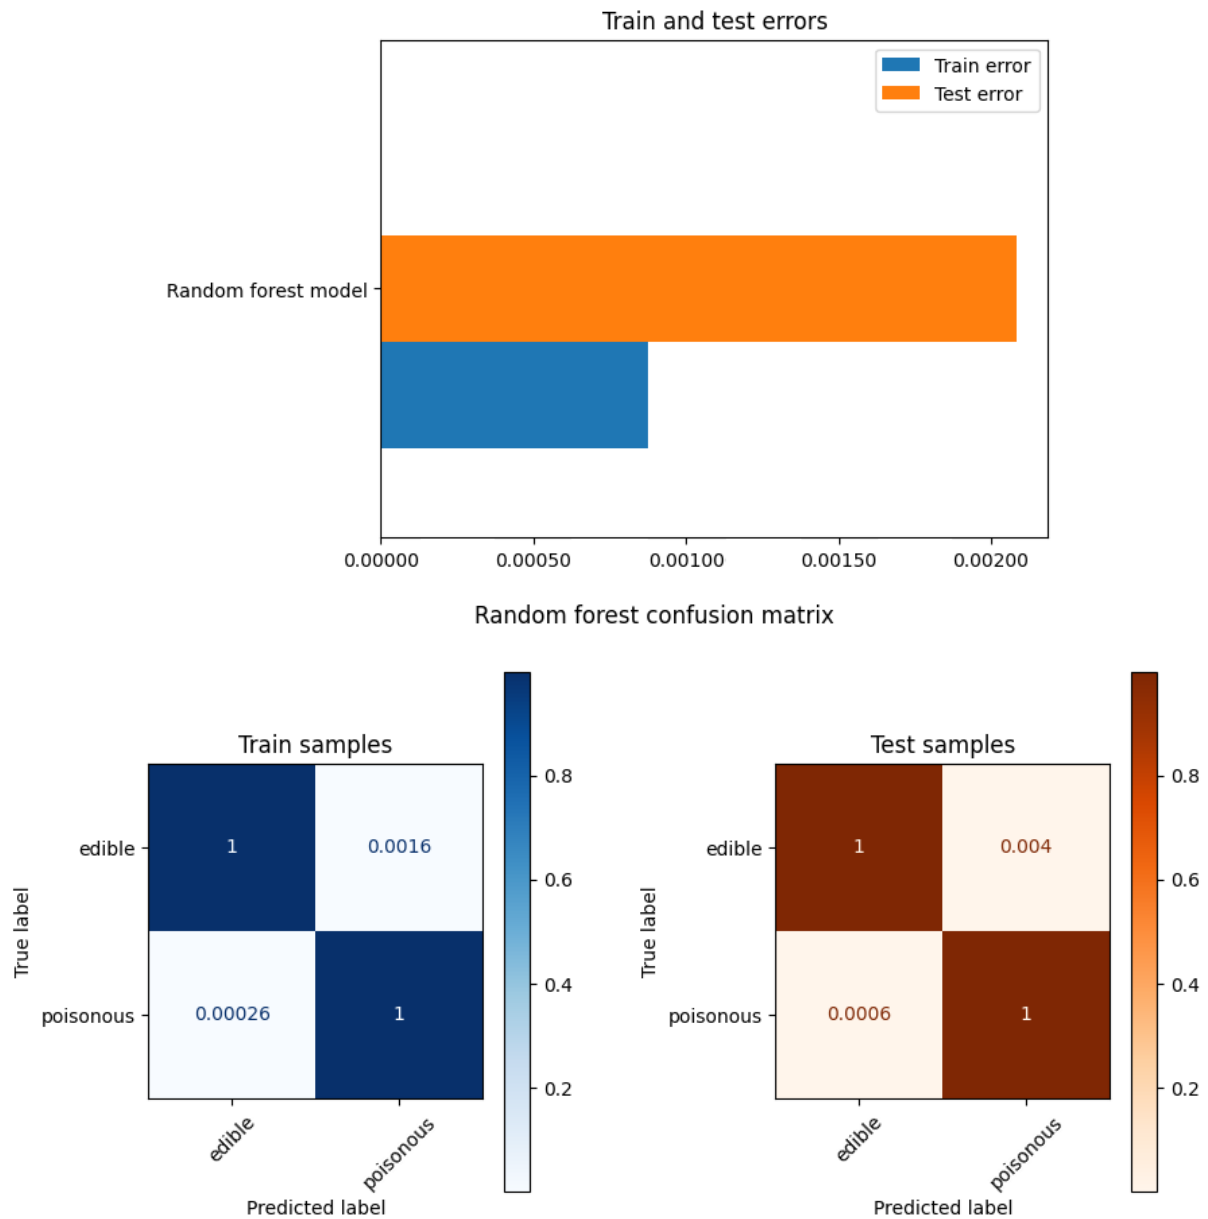 Train and test errors
Train error
Test error
Random forest model
0.00000 0.00050 0.00100 0.00150 0.00200
Random forest confusion matrix
Train samples
True label
edible
poisonous
1 0.0016
0.00026 1
edible poisonous
Predicted label
0.8
0.6
0.4
0.2
Test samples
True label
edible
poisonous
1 0.004
0.0006 1
edible poisonous
Predicted label
0.8
0.6
0.4
0.2